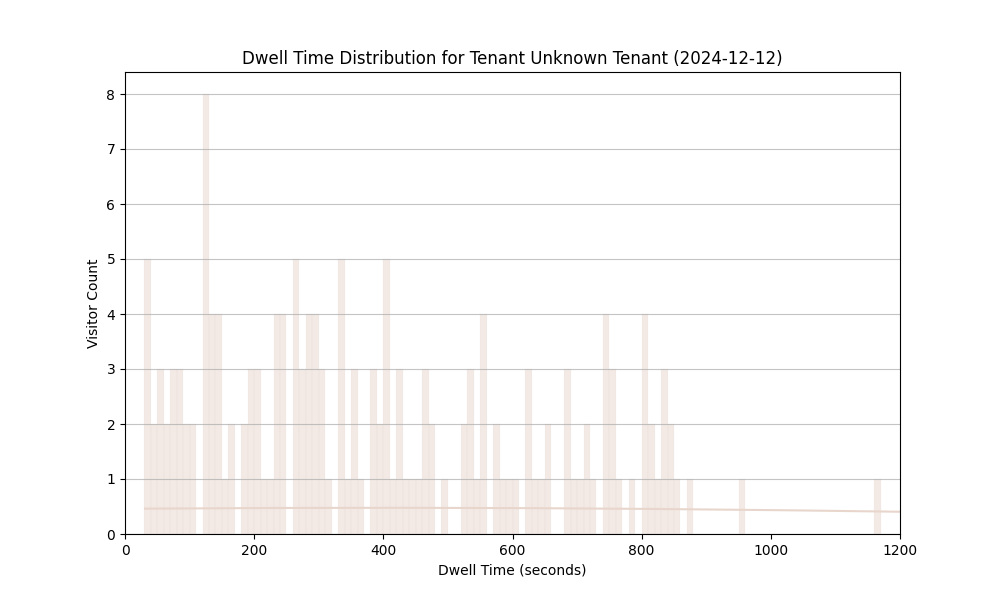 Dwell Time Distribution for Tenant Unknown Tenant (2024-12-12)
8
7
6
5
4
3
2
1
0
Visitor Count
0 200 400 600 800 1000 1200
Dwell Time (seconds)